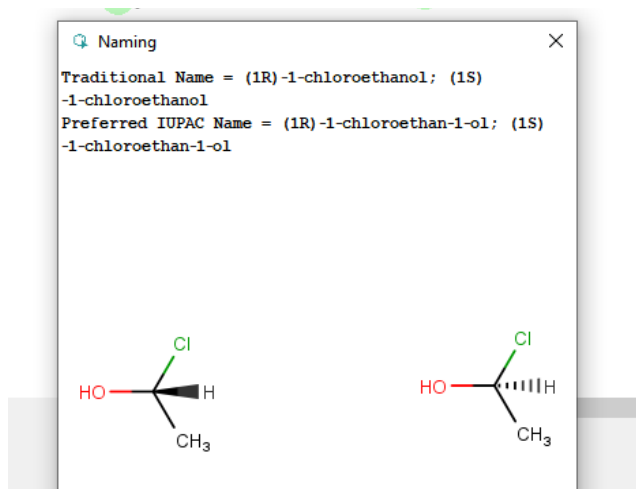 Naming
Traditional Name = (1R)-1-chloroethanol; (1S)
-1-chloroethanol
Preferred IUPAC Name = (1R)-1-chloroethan-1-ol; (1S)
-1-chloroethan-1-ol
Cl
HO H
CH3
Cl
HO H
CH3